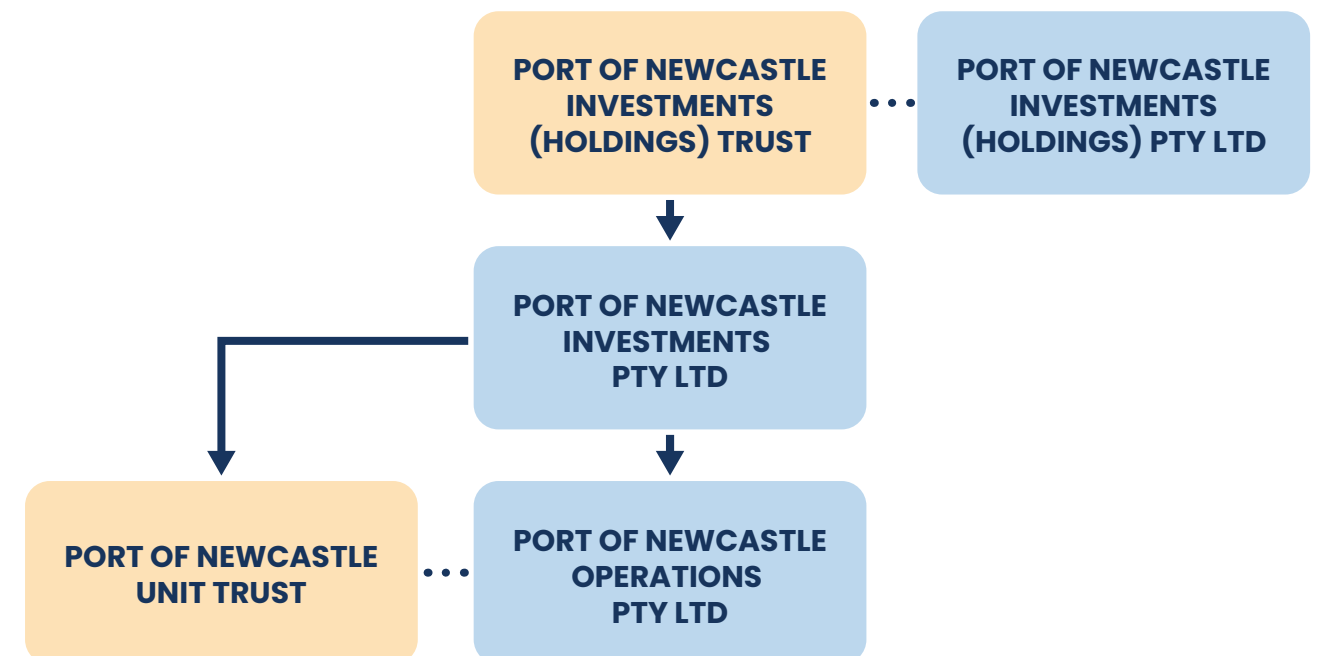 PORT OF NEWCASTLE
INVESTMENTS
(HOLDINGS) TRUST
PORT OF NEWCASTLE
INVESTMENTS
(HOLDINGS) PTY LTD
PORT OF NEWCASTLE
INVESTMENTS
PTY LTD
PORT OF NEWCASTLE
UNIT TRUST
PORT OF NEWCASTLE
OPERATIONS
PTY LTD